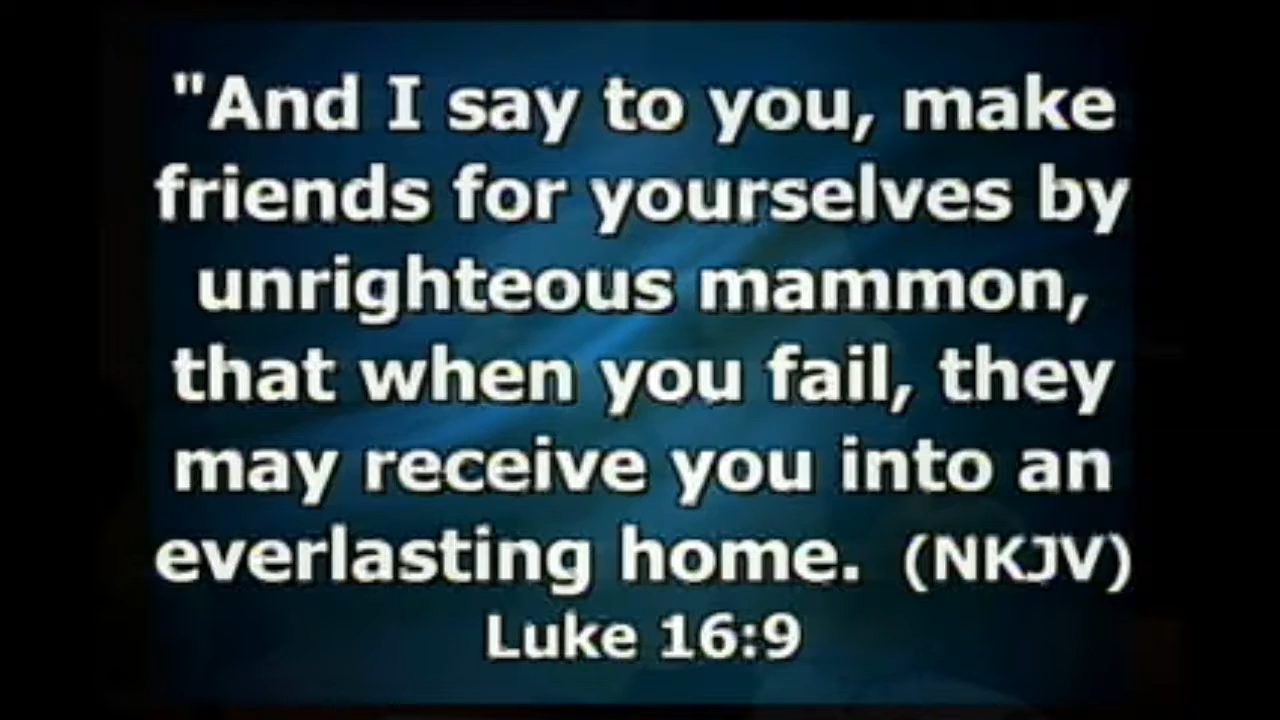 "And I say to you, make
friends for yourselves by
unrighteous mammon,
that when you fail, they
may receive you into an
everlasting home. (NKJV)
Luke 16:9